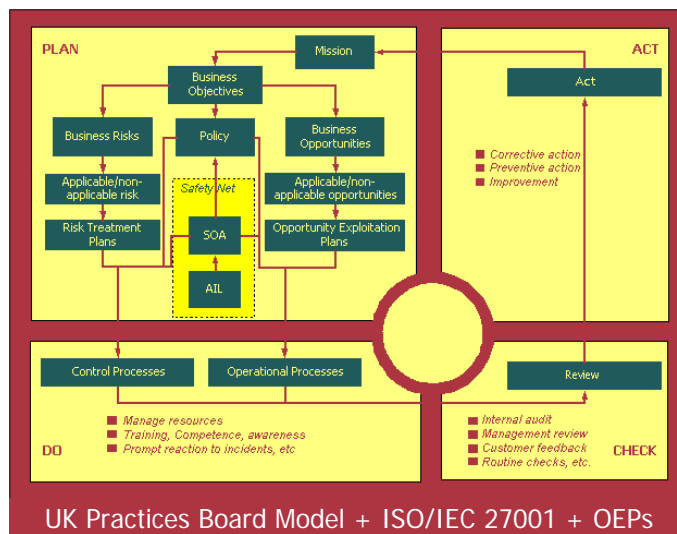 PLAN
Mission
Business
Objectives
Business Risks
Policy
Business
Opportunities
Applicable/non-
applicable risk
Safety Net
Applicable/non-
applicable opportunities
Risk Treatment
Plans
SOA
Opportunity Exploitation
Plans
AIL
ACT
Act
Corrective action
Preventive action
Improvement
Control Processes
Operational Processes
Manage resources
Training, Competence, awareness
Prompt reaction to incidents, etc
DO
Review
Internal audit
Management review
Customer feedback
Routine checks, etc.
CHECK
UK Practices Board Model + ISO/IEC 27001 + OEPs